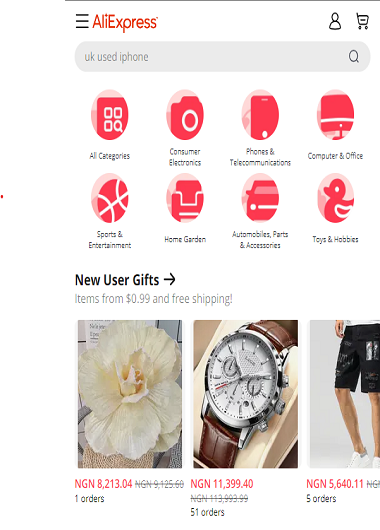 AliExpress
uk used iphone
All Categories
Consumer
Electronics
Phones &
Telecommunications
Computer & Office
Sports &
Entertainment
Home Garden
Automobiles, Parts
& Accessories
Toys & Hobbies
New User Gifts →
Items from $0.99 and free shipping!
NGN 8,213.04 NGN 9,125.60
1 orders
NGN 11,399.40
NGN 113,993.99
51 orders
NGN 5,640.11
5 orders